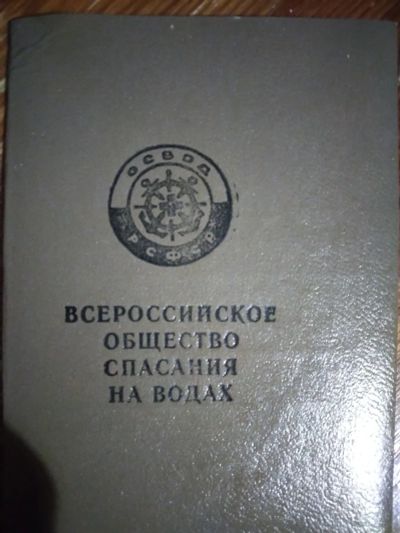 ОСВОД
РСФСР
ВСЕРОССИЙСКОЕ
ОБЩЕСТВО
СПАСАНИЯ
НА ВОДАХ